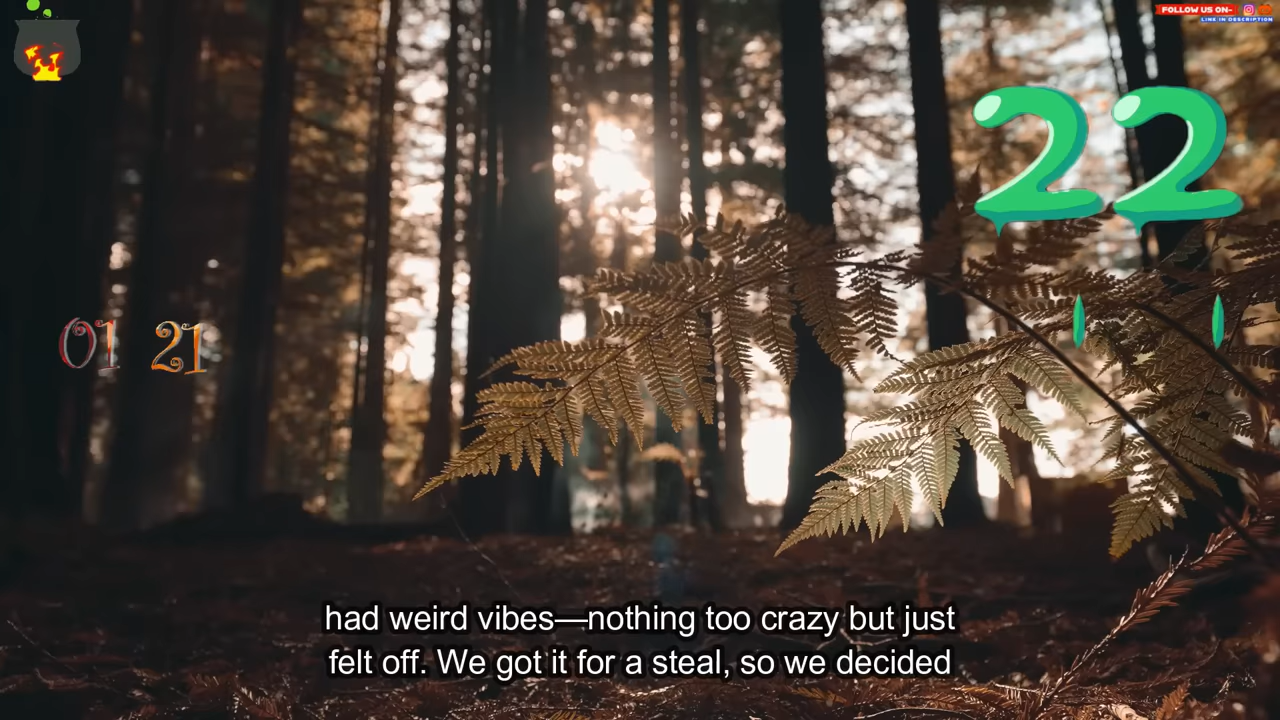 FOLLOW US ON-
LINK IN DESCRIPTION
22
01 21
had weird vibes—nothing too crazy but just
felt off. We got it for a steal, so we decided